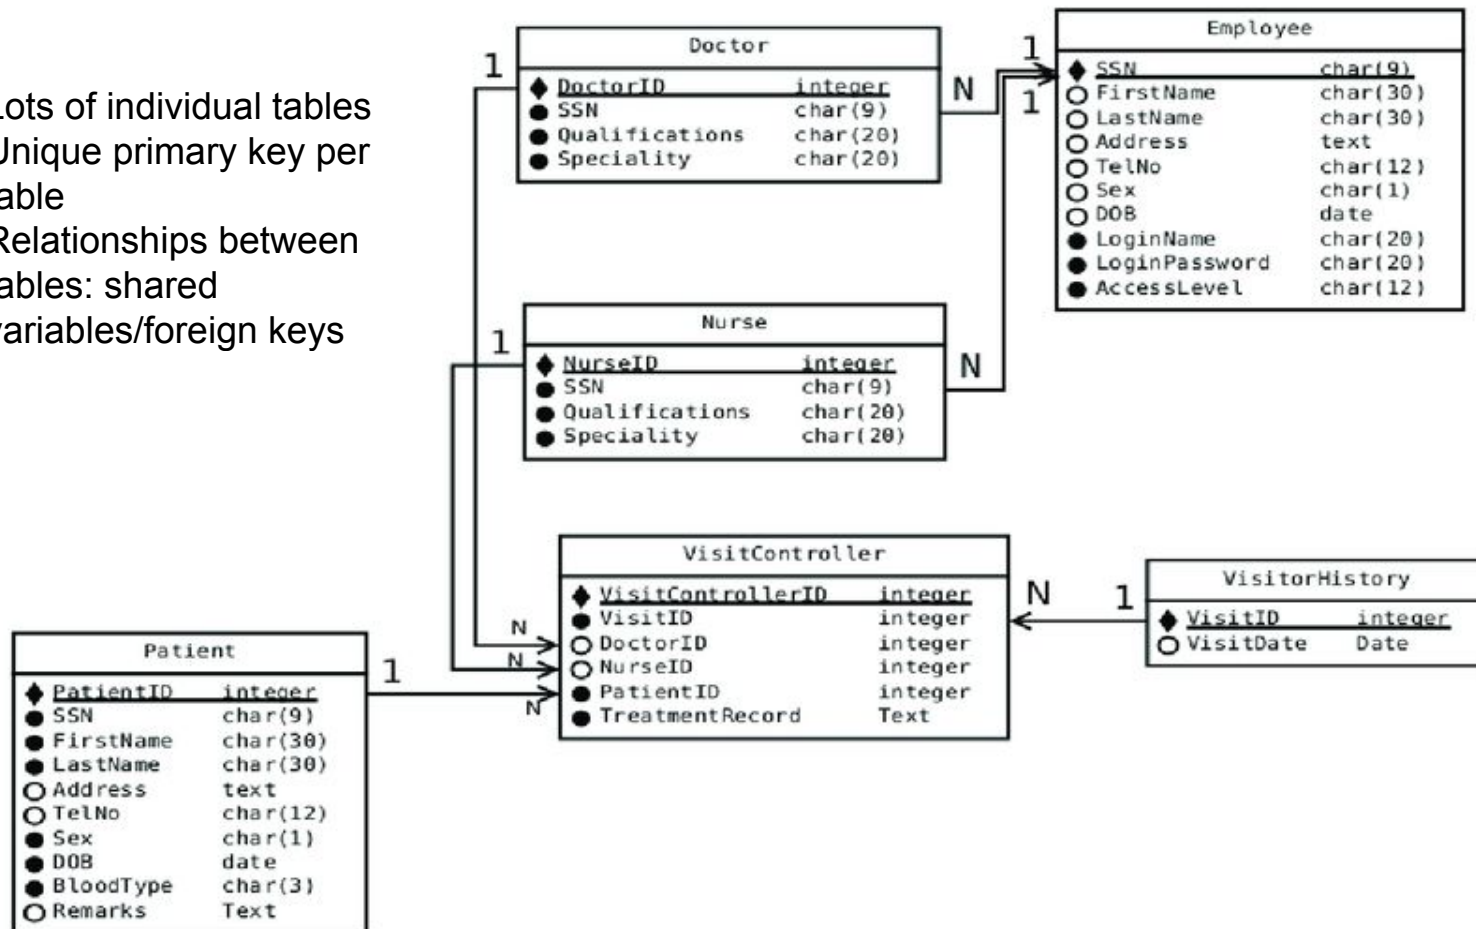 Lots of individual tables
Unique primary key per
table
Relationships between
tables: shared
variables/foreign keys
Doctor
DoctorID integer
SSN char(9)
Qualifications char(20)
Speciality char(20)
1
N
1
1
Employee
SSN char(9)
FirstName char(30)
LastName char(30)
Address text
TelNo char(12)
Sex char(1)
DOB date
LoginName char(20)
LoginPassword char(20)
AccessLevel char(12)
Nurse
NurseID integer
SSN char(9)
Qualifications char(20)
Speciality char(20)
1
N
VisitController
VisitControllerID integer
VisitID integer
DoctorID integer
NurseID integer
PatientID integer
TreatmentRecord Text
N
N
N
N
1
VisitorHistory
VisitID integer
VisitDate Date
Patient
PatientID integer
SSN char(9)
FirstName char(30)
LastName char(30)
Address text
TelNo char(12)
Sex char(1)
DOB date
BloodType char(3)
Remarks Text
1